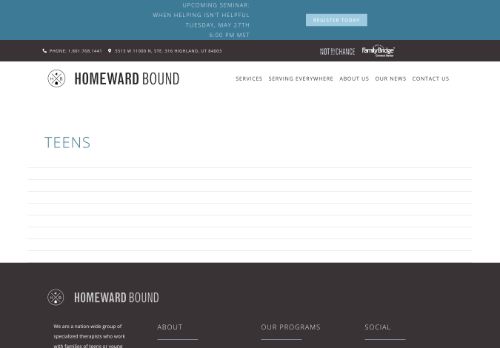 UPCOMING SEMINAR:
WHEN HELPING ISN'T HELPFUL
TUESDAY, MAY 27TH
6:00 PM MST
REGISTER TODAY
PHONE: 1.801.768.1441
5513 W 11000 N, STE. 316 HIGHLAND, UT 84003
NOT BY CHANCE
FamilyBridge
HOMEWARD BOUND
SERVICES SERVING EVERYWHERE ABOUT US OUR NEWS CONTACT US
TEENS
HOMEWARD BOUND
We are a nation-wide group of
specialized therapists who work
with families of teens or young
ABOUT
OUR PROGRAMS
SOCIAL